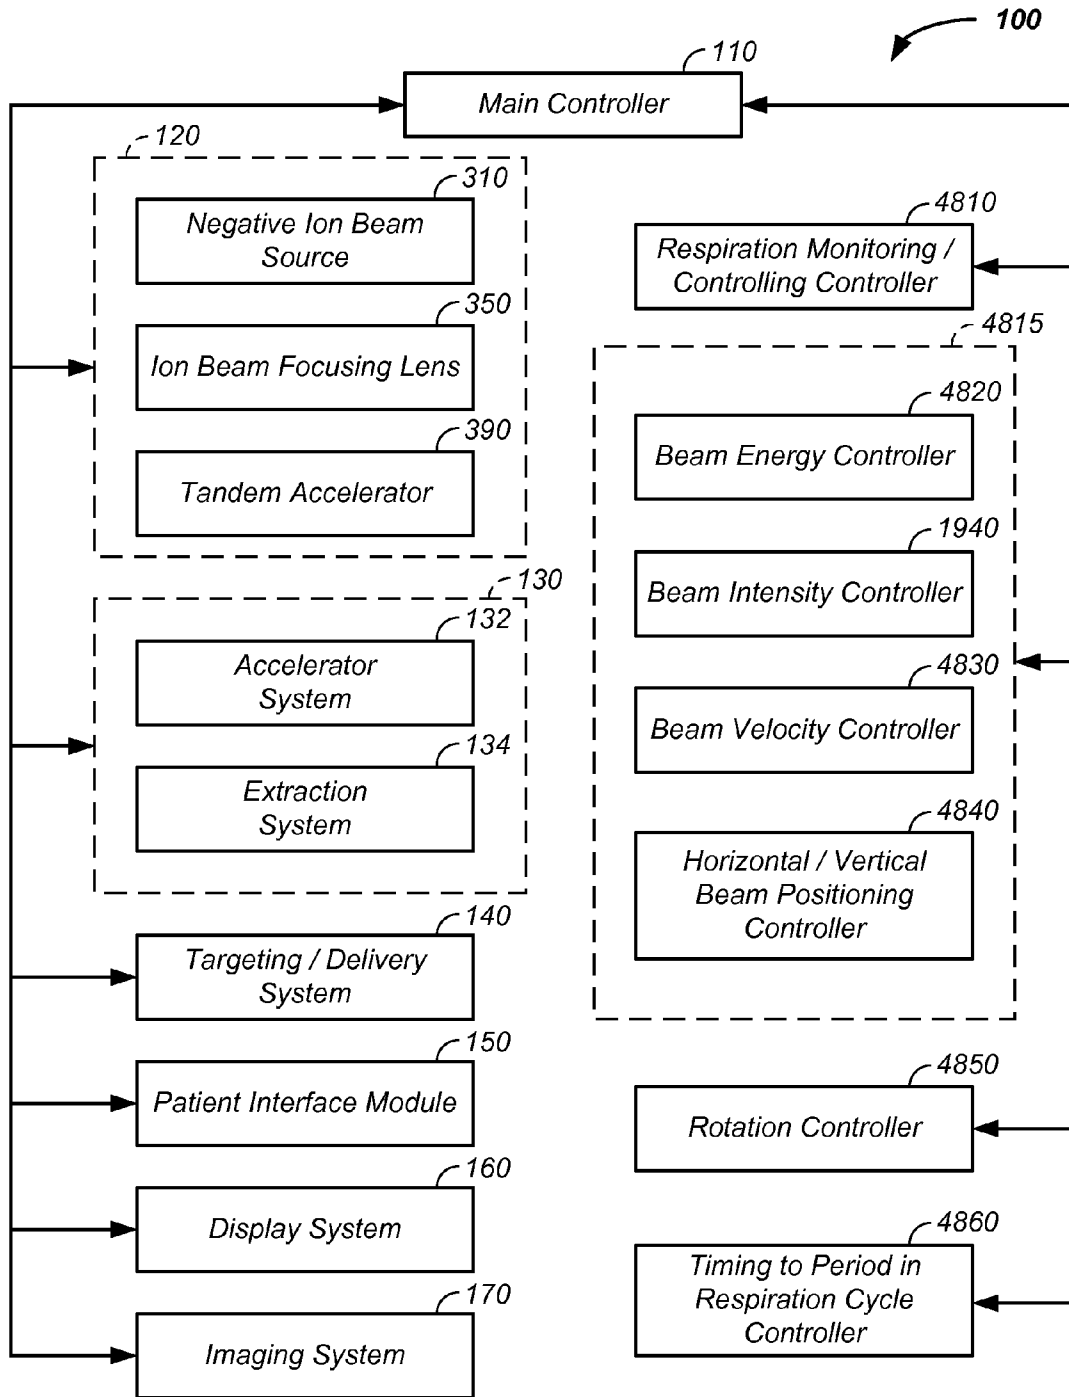 100
110
Main Controller
120
310
Negative Ion Beam
Source
350
Ion Beam Focusing Lens
390
Tandem Accelerator
130
132
Accelerator
System
134
Extraction
System
140
Targeting / Delivery
System
150
Patient Interface Module
160
Display System
170
Imaging System
4810
Respiration Monitoring /
Controlling Controller
4815
4820
Beam Energy Controller
1940
Beam Intensity Controller
4830
Beam Velocity Controller
4840
Horizontal / Vertical
Beam Positioning
Controller
4850
Rotation Controller
4860
Timing to Period in
Respiration Cycle
Controller